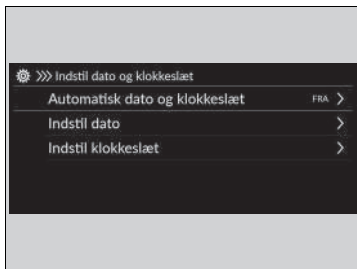 Indstil dato og klokkeslæt
Automatisk dato og klokkeslæt FRA
Indstil dato
Indstil klokkeslæt